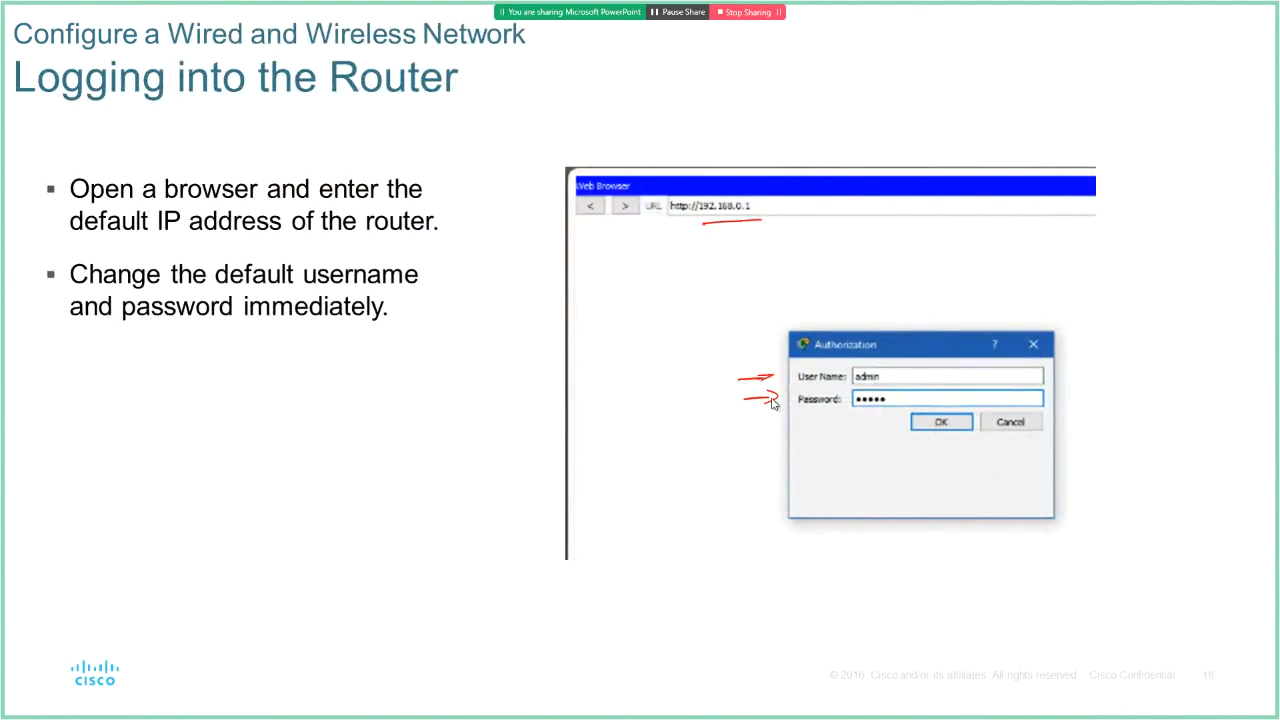 You are sharing Microsoft PowerPoint Pause Share Stop Sharing
Configure a Wired and Wireless Network
Logging into the Router
▪ Open a browser and enter the
default IP address of the router.
▪ Change the default username
and password immediately.
Web Browser
< > URL http://192.168.0.1
Authorization ?
User Name: admin
Password: •••••
OK Cancel
CISCO
© 2016 Cisco and/or its affiliates. All rights reserved. Cisco Confidential